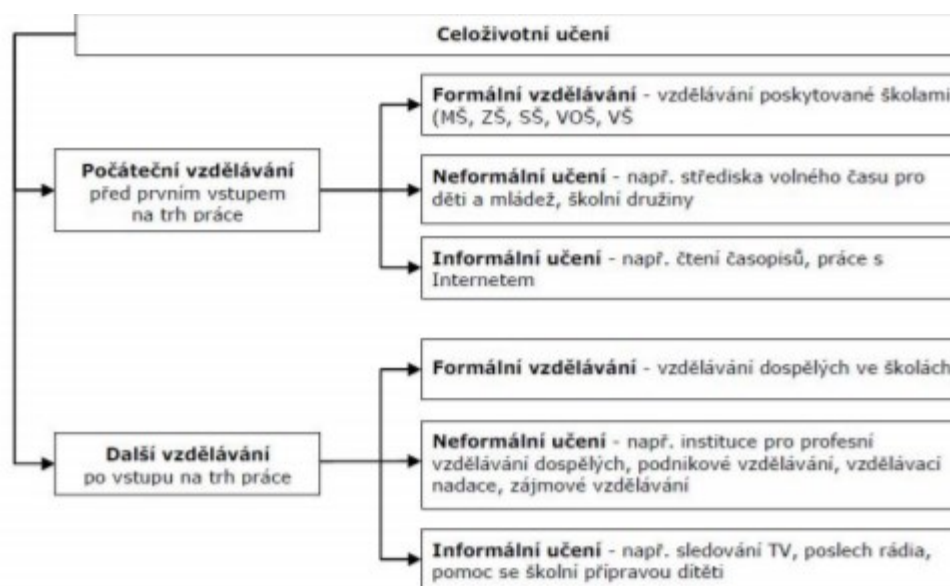 Celoživotní učení
Formální vzdělávání - vzdělávání poskytované školami
(MŠ, ZŠ, SŠ, VOŠ, VŠ
Počáteční vzdělávání
před prvním vstupem
na trh práce
Neformální učení - např. střediska volného času pro
děti a mládež, školní družiny
Informální učení - např. čtení časopisů, práce s
Internetem
Formální vzdělávání - vzdělávání dospělých ve školách
Další vzdělávání
po vstupu na trh práce
Neformální učení - např. instituce pro profesní
vzdělávání dospělých, podnikové vzdělávání, vzdělávací
nadace, zájmové vzdělávání
Informální učení - např. sledování TV, poslech rádia,
pomoc se školní přípravou dítěti